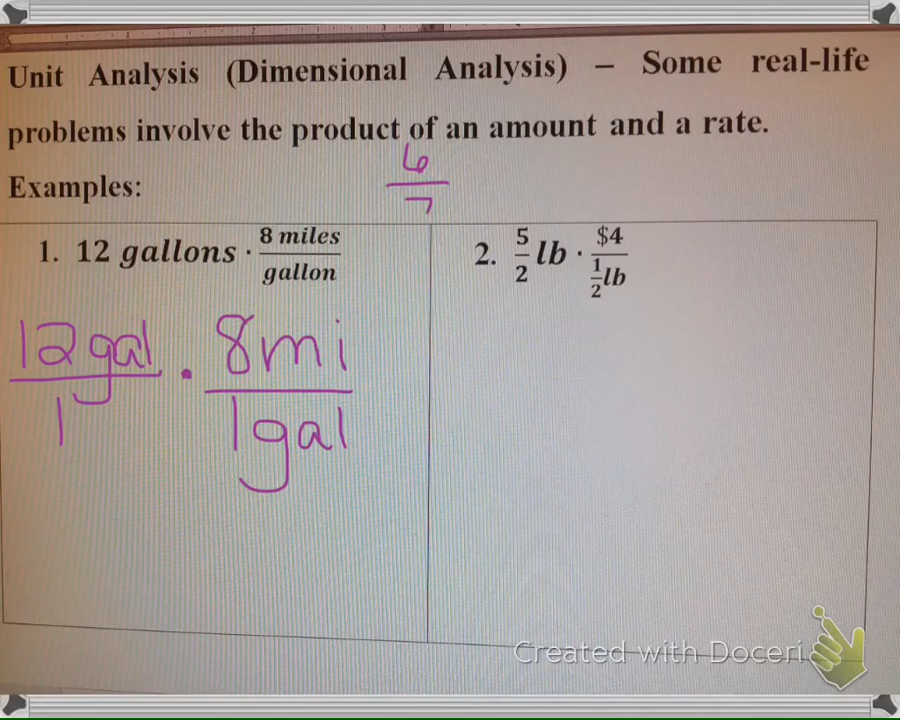 Unit Analysis (Dimensional Analysis) – Some real-life
problems involve the product of an amount and a rate.
6/7
Examples:
1. 12 gallons · 8 miles/gallon
2. 5/2 lb · $4/(1/2 lb)
12gal/1 · 8mi/1gal
Created with Doceri